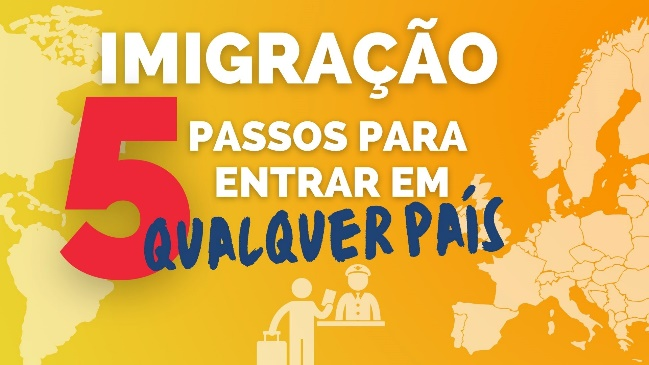 IMIGRAÇÃO
5 PASSOS PARA
ENTRAR EM
QUALQUER PAÍS